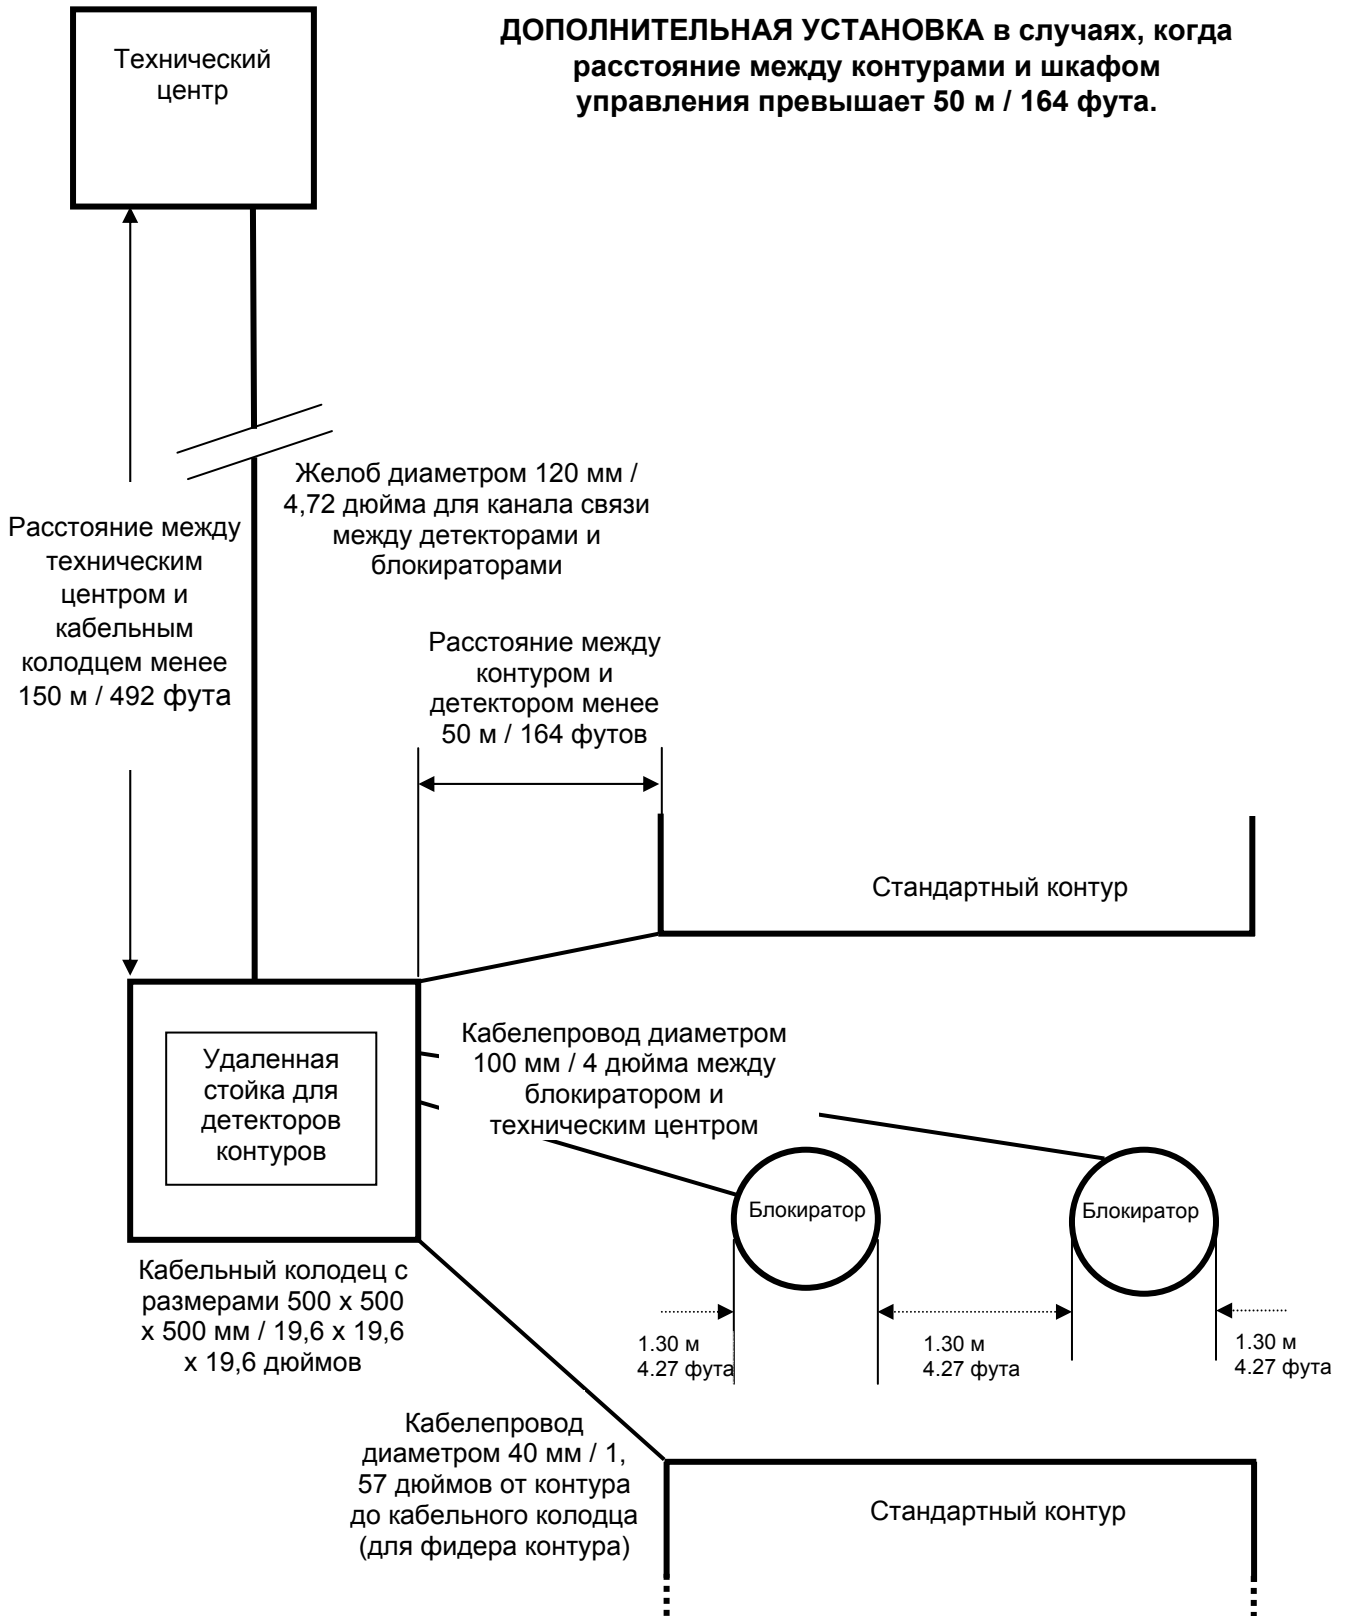 Технический
центр
ДОПОЛНИТЕЛЬНАЯ УСТАНОВКА в случаях, когда
расстояние между контурами и шкафом
управления превышает 50 м / 164 фута.
Желоб диаметром 120 мм /
4,72 дюйма для канала связи
между детекторами и
блокираторами
Расстояние между
техническим
центром и
кабельным
колодцем менее
150 м / 492 фута
Расстояние между
контуром и
детектором менее
50 м / 164 футов
Стандартный контур
Удаленная
стойка для
детекторов
контуров
Кабелепровод диаметром
100 мм / 4 дюйма между
блокиратором и
техническим центром
Блокиратор
Блокиратор
Кабельный колодец с
размерами 500 x 500
x 500 мм / 19,6 x 19,6
x 19,6 дюймов
1.30 м
4.27 фута
1.30 м
4.27 фута
1.30 м
4.27 фута
Кабелепровод
диаметром 40 мм / 1,
57 дюймов от контура
до кабельного колодца
(для фидера контура)
Стандартный контур